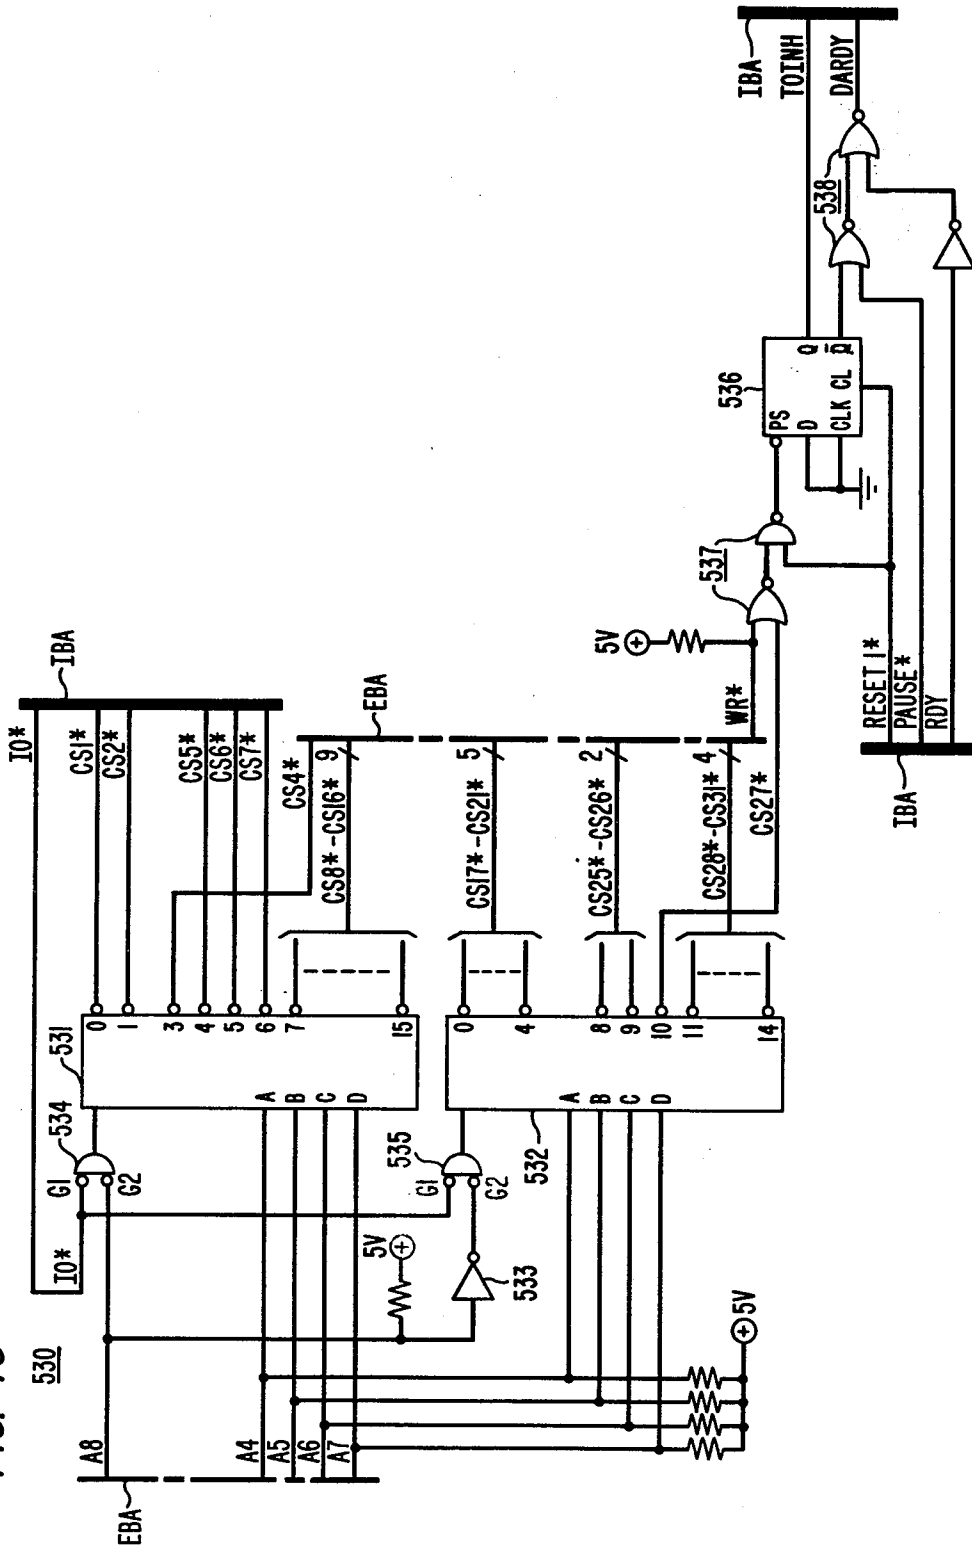 530
EBA
A8
A4
A5
A6
A7
IO*
G1
G2
534
531
A
B
C
D
0
1
3
4
5
6
7
15
IO*
CS1*
CS2*
CS5*
CS6*
CS7*
IBA
CS4*
CS8*-CS16*
9
EBA
5V
533
G1
G2
535
532
A
B
C
D
0
4
8
9
10
11
14
CS17*-CS21*
5
CS25*-CS26*
2
CS28*-CS31*
4
CS27*
WR*
5V
5V
537
536
PS
D
CLK
CL
Q
Q̅
538
IBA
TOINH
DARDY
RESET1*
PAUSE*
RDY
IBA